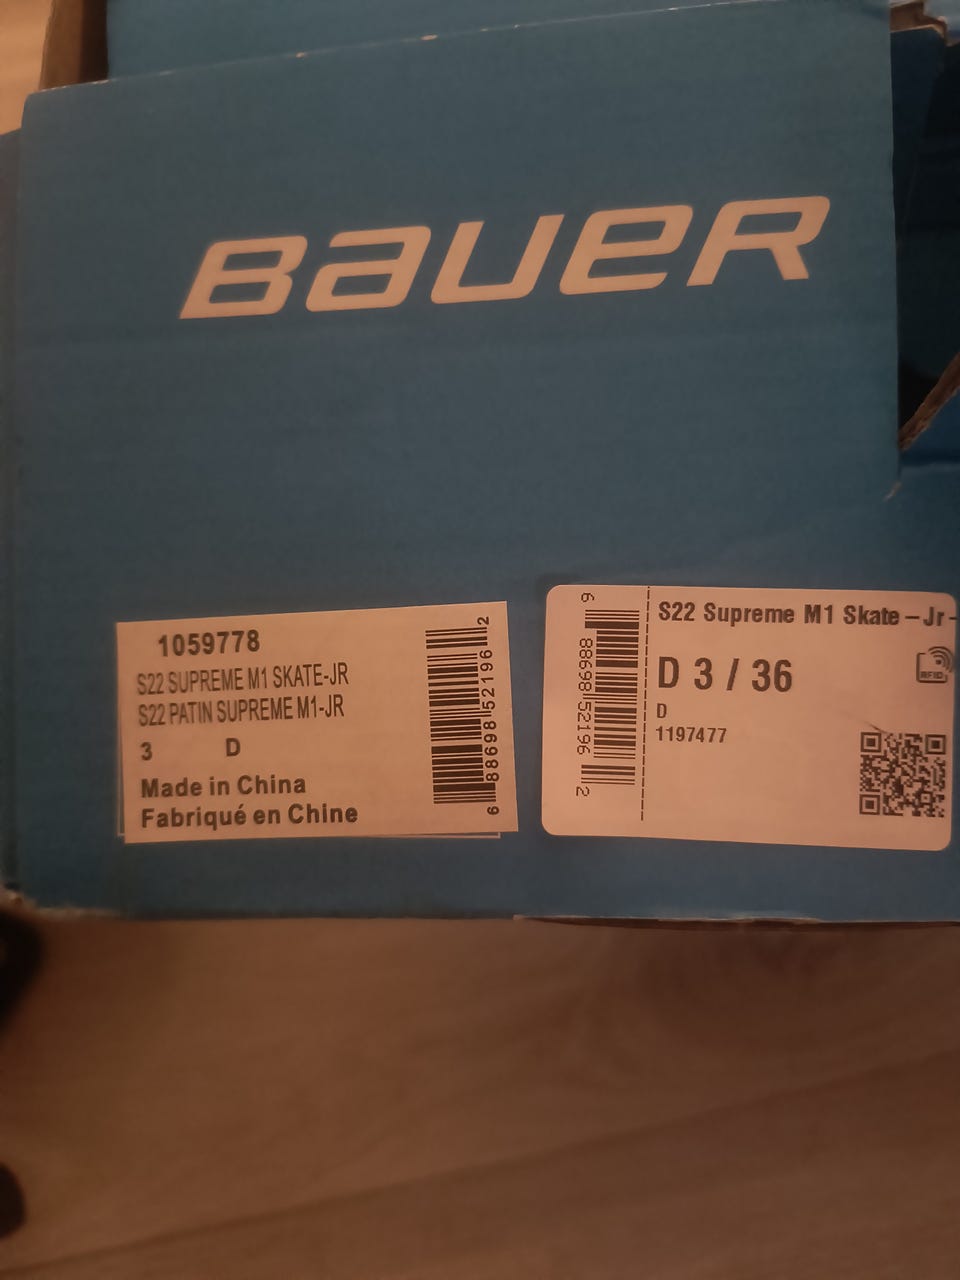 BAUER
1059778
S22 SUPREME M1 SKATE-JR
S22 PATIN SUPREME M1-JR
3 D
Made in China
Fabriqué en Chine
6 88698 52196 2
S22 Supreme M1 Skate – Jr -
D 3 / 36
D
1197477
RFID
6 88698 52196 2